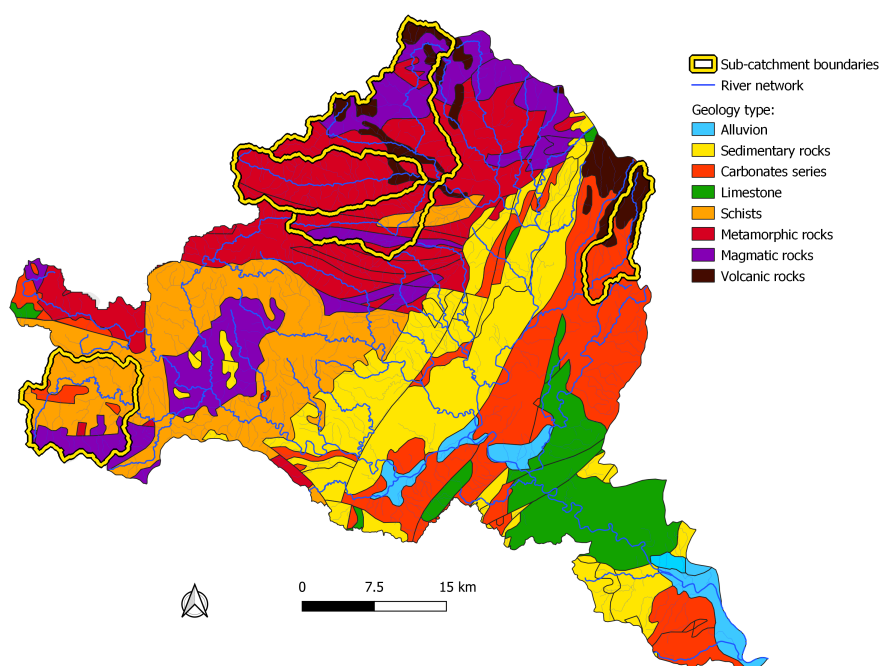 Sub-catchment boundaries
River network
Geology type:
Alluvion
Sedimentary rocks
Carbonates series
Limestone
Schists
Metamorphic rocks
Magmatic rocks
Volcanic rocks
0 7.5 15 km